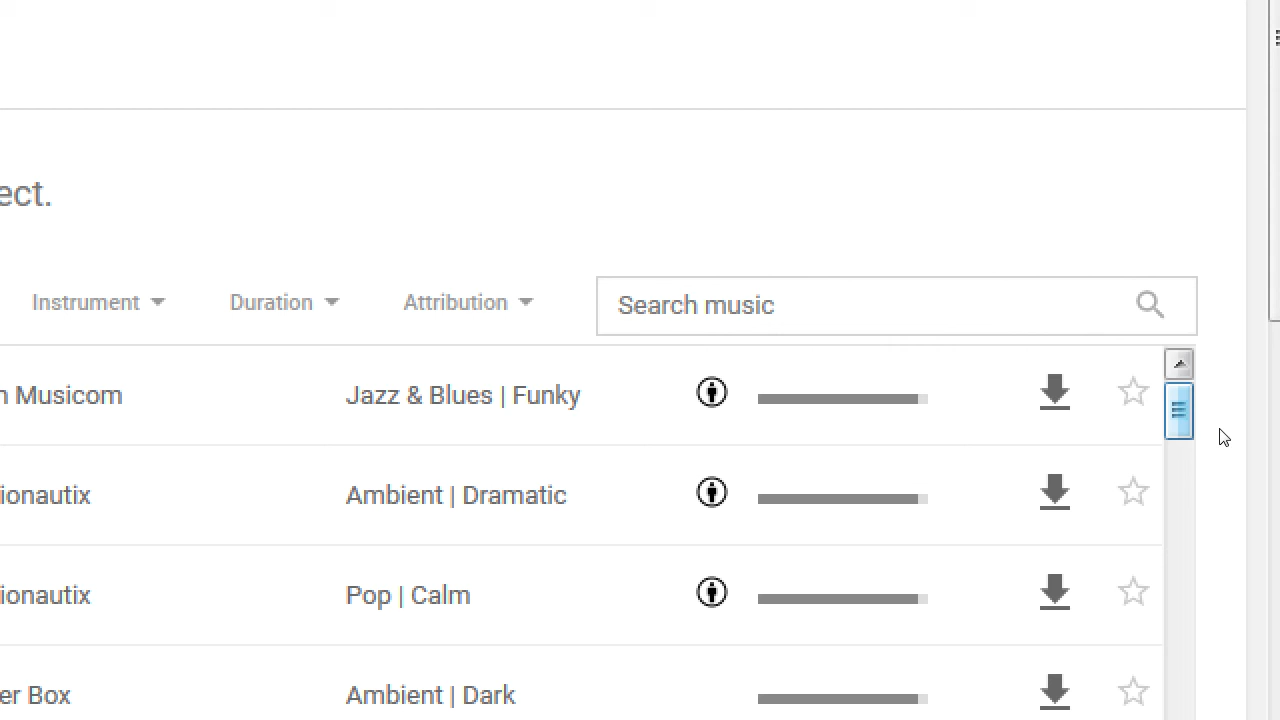 ect.
Instrument Duration Attribution Search music
n Musicom Jazz & Blues | Funky
ionautix Ambient | Dramatic
ionautix Pop | Calm
er Box Ambient | Dark